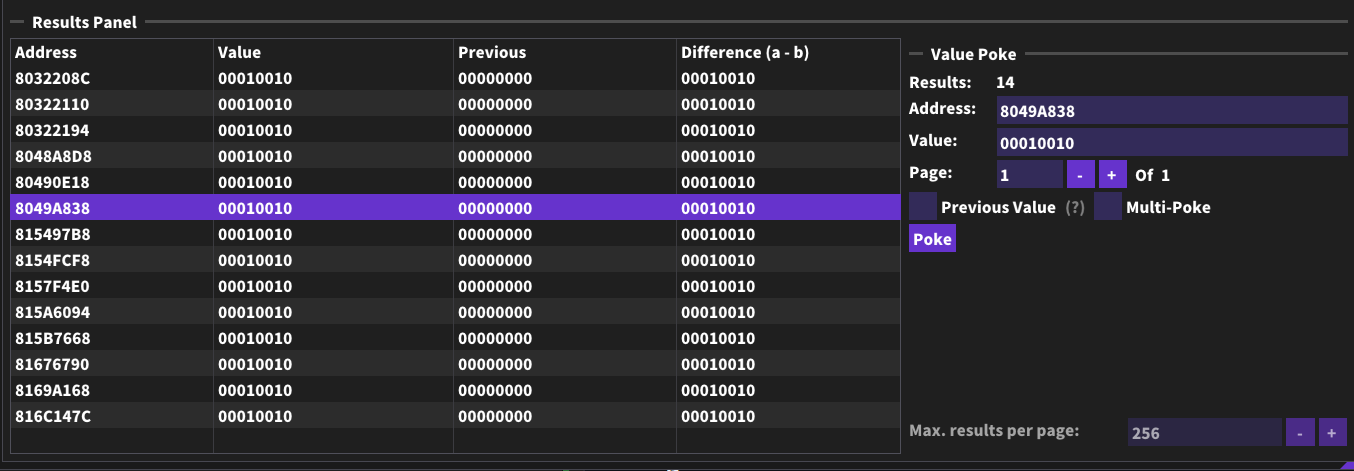 Results Panel
Address Value Previous Difference (a - b)
8032208C 00010010 00000000 00010010
80322110 00010010 00000000 00010010
80322194 00010010 00000000 00010010
8048A8D8 00010010 00000000 00010010
80490E18 00010010 00000000 00010010
8049A838 00010010 00000000 00010010
815497B8 00010010 00000000 00010010
8154FCF8 00010010 00000000 00010010
8157F4E0 00010010 00000000 00010010
815A6094 00010010 00000000 00010010
815B7668 00010010 00000000 00010010
81676790 00010010 00000000 00010010
8169A168 00010010 00000000 00010010
816C147C 00010010 00000000 00010010
Value Poke
Results: 14
Address: 8049A838
Value: 00010010
Page: 1 - + Of 1
Previous Value (?) Multi-Poke
Poke
Max. results per page: 256 - +